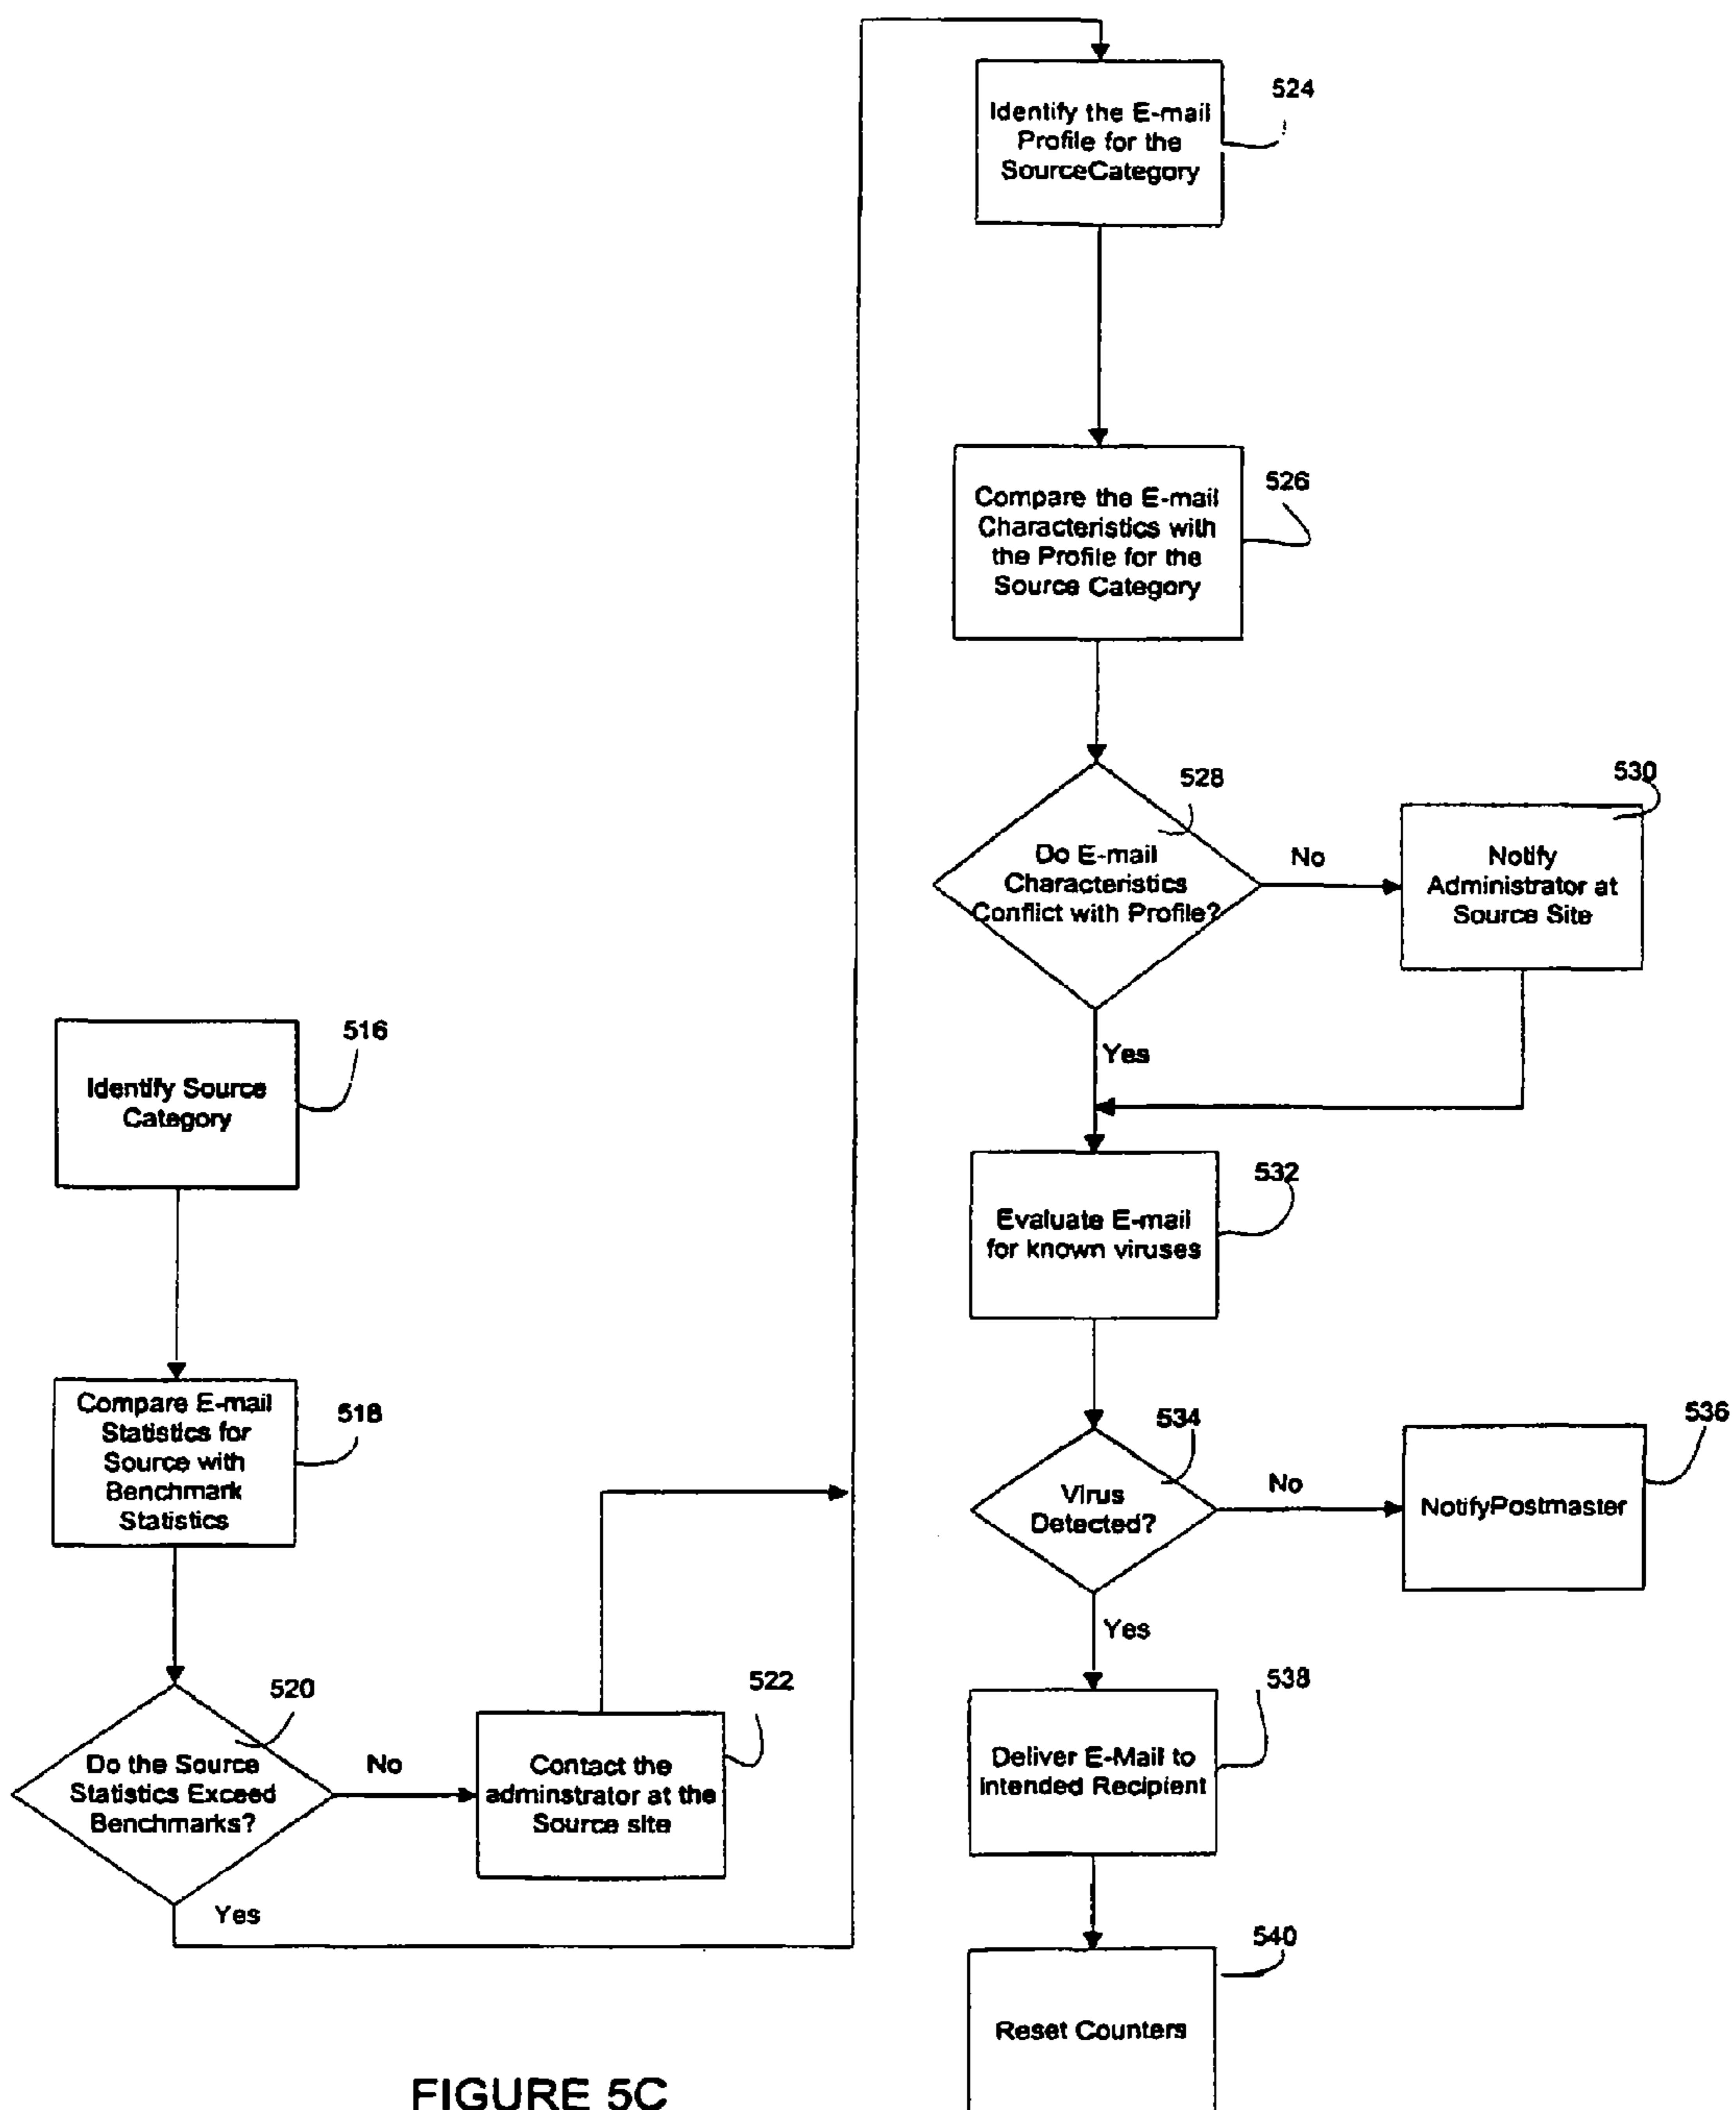 516
Identify Source
Category
518
Compare E-mail
Statistics for
Source with
Benchmark
Statistics
520
Do the Source
Statistics Exceed
Benchmarks?
No
Yes
522
Contact the
adminstrator at the
Source site
524
Identify the E-mail
Profile for the
SourceCategory
526
Compare the E-mail
Characteristics with
the Profile for the
Source Category
528
Do E-mail
Characteristics
Conflict with Profile?
No
Yes
530
Notify
Administrator at
Source Site
532
Evaluate E-mail
for known viruses
534
Virus
Detected?
No
Yes
536
NotifyPostmaster
538
Deliver E-Mail to
Intended Recipient
540
Reset Counters
FIGURE 5C